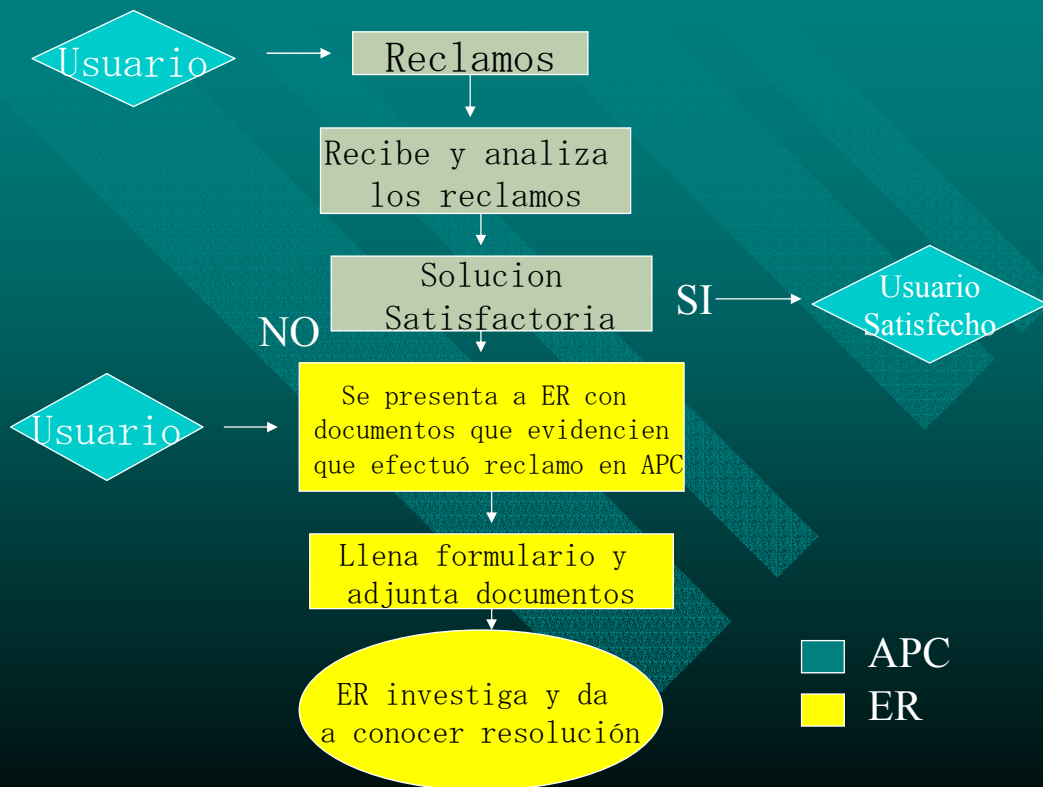 Usuario
Reclamos
Recibe y analiza
los reclamos
Solucion
Satisfactoria
SI
Usuario
Satisfecho
NO
Usuario
Se presenta a ER con
documentos que evidencien
que efectuó reclamo en APC
Llena formulario y
adjunta documentos
ER investiga y da
a conocer resolución
APC
ER